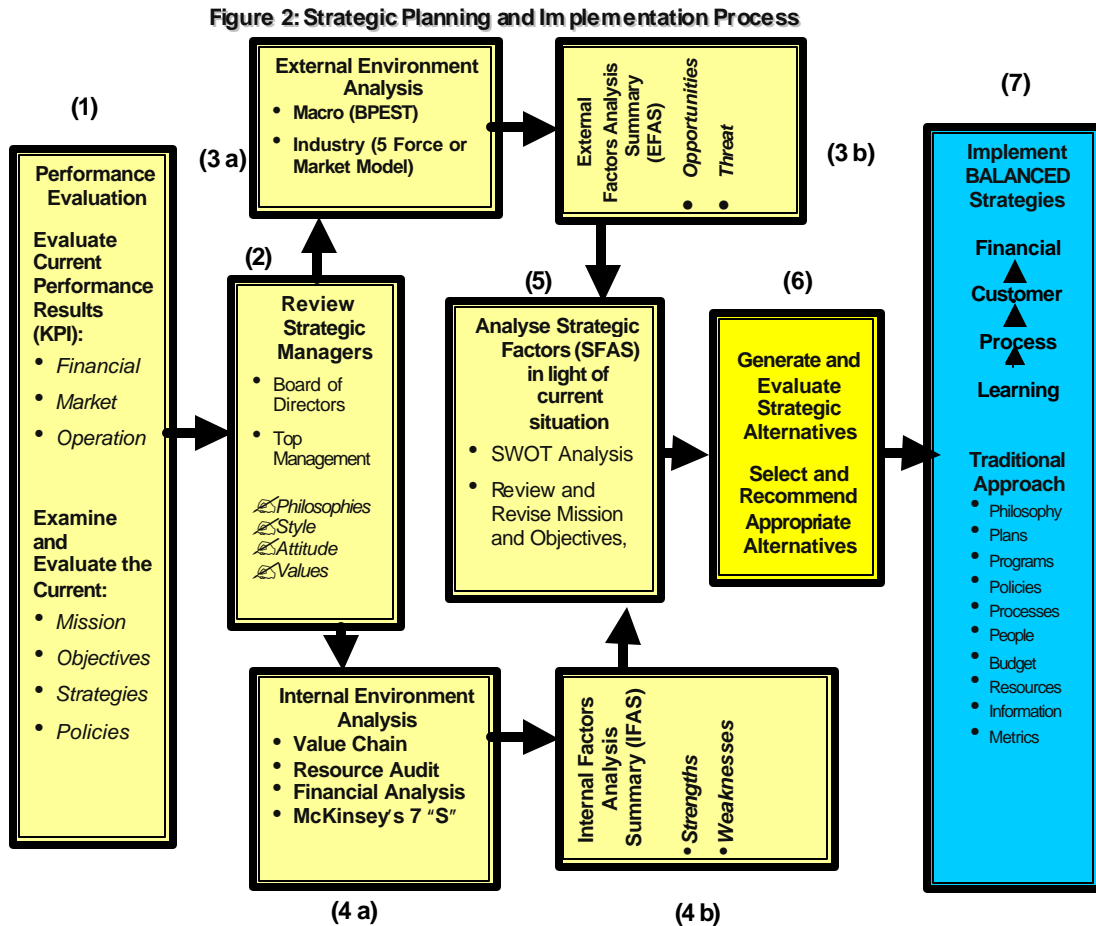 Figure 2: Strategic Planning and Implementation Process
(1)
Performance
Evaluation
Evaluate
Current
Performance
Results
(KPI):
• Financial
• Market
• Operation
Examine
and
Evaluate the
Current:
• Mission
• Objectives
• Strategies
• Policies
(2)
Review
Strategic
Managers
• Board of
Directors
• Top
Management
Philosophies
Style
Attitude
Values
(3 a)
External Environment
Analysis
• Macro (BPEST)
• Industry (5 Force or
Market Model)
(3 b)
External
Factors Analysis
Summary
(EFAS)
• Opportunities
• Threat
(4 a)
Internal Environment
Analysis
• Value Chain
• Resource Audit
• Financial Analysis
• McKinsey's 7 "S"
(4 b)
Internal Factors
Analysis
Summary (IFAS)
• Strengths
• Weaknesses
(5)
Analyse Strategic
Factors (SFAS)
in light of
current
situation
• SWOT Analysis
• Review and
Revise Mission
and Objectives,
(6)
Generate and
Evaluate
Strategic
Alternatives
Select and
Recommend
Appropriate
Alternatives
(7)
Implement
BALANCED
Strategies
Financial
Customer
Process
Learning
Traditional
Approach
• Philosophy
• Plans
• Programs
• Policies
• Processes
• People
• Budget
• Resources
• Information
• Metrics